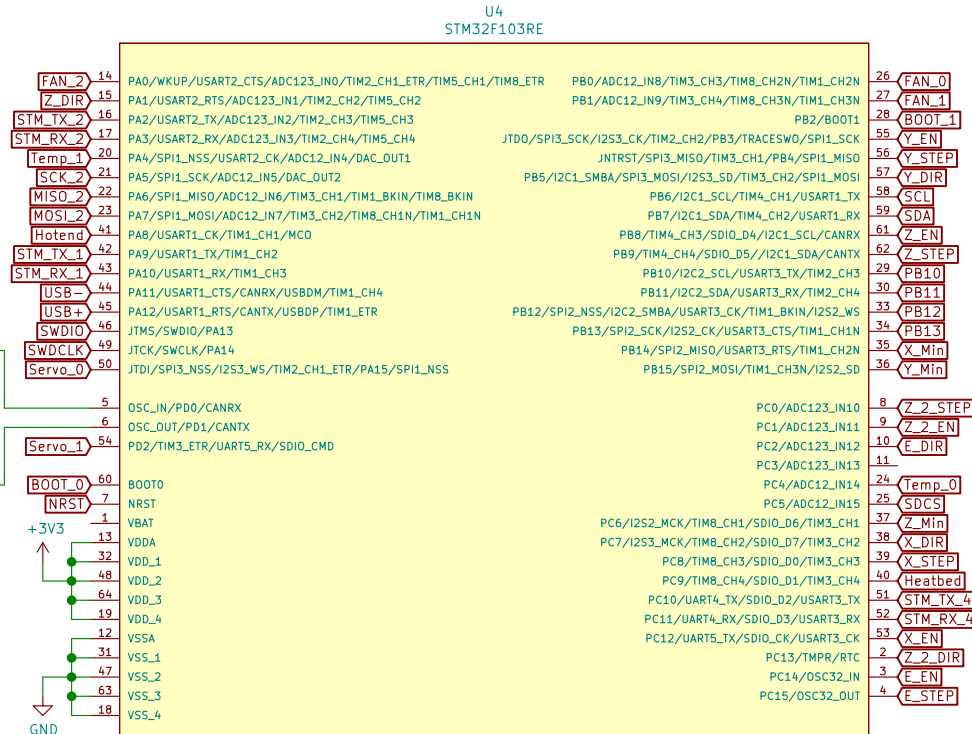 U4
STM32F103RE
FAN_2 14 PA0/WKUP/USART2_CTS/ADC123_IN0/TIM2_CH1_ETR/TIM5_CH1/TIM8_ETR PB0/ADC12_IN8/TIM3_CH3/TIM8_CH2N/TIM1_CH2N 26 FAN_0
Z_DIR 15 PA1/USART2_RTS/ADC123_IN1/TIM2_CH2/TIM5_CH2 PB1/ADC12_IN9/TIM3_CH4/TIM8_CH3N/TIM1_CH3N 27 FAN_1
STM_TX_2 16 PA2/USART2_TX/ADC123_IN2/TIM2_CH3/TIM5_CH3 PB2/BOOT1 28 BOOT_1
STM_RX_2 17 PA3/USART2_RX/ADC123_IN3/TIM2_CH4/TIM5_CH4 JTDO/SPI3_SCK/I2S3_CK/TIM2_CH2/PB3/TRACESWO/SPI1_SCK 55 Y_EN
Temp_1 20 PA4/SPI1_NSS/USART2_CK/ADC12_IN4/DAC_OUT1 JNTRST/SPI3_MISO/TIM3_CH1/PB4/SPI1_MISO 56 Y_STEP
SCK_2 21 PA5/SPI1_SCK/ADC12_IN5/DAC_OUT2 PB5/I2C1_SMBA/SPI3_MOSI/I2S3_SD/TIM3_CH2/SPI1_MOSI 57 Y_DIR
MISO_2 22 PA6/SPI1_MISO/ADC12_IN6/TIM3_CH1/TIM1_BKIN/TIM8_BKIN PB6/I2C1_SCL/TIM4_CH1/USART1_TX 58 SCL
MOSI_2 23 PA7/SPI1_MOSI/ADC12_IN7/TIM3_CH2/TIM8_CH1N/TIM1_CH1N PB7/I2C1_SDA/TIM4_CH2/USART1_RX 59 SDA
Hotend 41 PA8/USART1_CK/TIM1_CH1/MCO PB8/TIM4_CH3/SDIO_D4/I2C1_SCL/CANRX 61 Z_EN
STM_TX_1 42 PA9/USART1_TX/TIM1_CH2 PB9/TIM4_CH4/SDIO_D5//I2C1_SDA/CANTX 62 Z_STEP
STM_RX_1 43 PA10/USART1_RX/TIM1_CH3 PB10/I2C2_SCL/USART3_TX/TIM2_CH3 29 PB10
USB- 44 PA11/USART1_CTS/CANRX/USBDM/TIM1_CH4 PB11/I2C2_SDA/USART3_RX/TIM2_CH4 30 PB11
USB+ 45 PA12/USART1_RTS/CANTX/USBDP/TIM1_ETR PB12/SPI2_NSS/I2C2_SMBA/USART3_CK/TIM1_BKIN/I2S2_WS 33 PB12
SWDIO 46 JTMS/SWDIO/PA13 PB13/SPI2_SCK/I2S2_CK/USART3_CTS/TIM1_CH1N 34 PB13
SWDCLK 49 JTCK/SWCLK/PA14 PB14/SPI2_MISO/USART3_RTS/TIM1_CH2N 35 X_Min
Servo_0 50 JTDI/SPI3_NSS/I2S3_WS/TIM2_CH1_ETR/PA15/SPI1_NSS PB15/SPI2_MOSI/TIM1_CH3N/I2S2_SD 36 Y_Min
5 OSC_IN/PD0/CANRX PC0/ADC123_IN10 8 Z_2_STEP
6 OSC_OUT/PD1/CANTX PC1/ADC123_IN11 9 Z_2_EN
Servo_1 54 PD2/TIM3_ETR/UART5_RX/SDIO_CMD PC2/ADC123_IN12 10 E_DIR
PC3/ADC123_IN13 11
BOOT_0 60 BOOT0 PC4/ADC12_IN14 24 Temp_0
NRST 7 NRST PC5/ADC12_IN15 25 SDCS
+3V3 1 VBAT PC6/I2S2_MCK/TIM8_CH1/SDIO_D6/TIM3_CH1 37 Z_Min
13 VDDA PC7/I2S3_MCK/TIM8_CH2/SDIO_D7/TIM3_CH2 38 X_DIR
32 VDD_1 PC8/TIM8_CH3/SDIO_D0/TIM3_CH3 39 X_STEP
48 VDD_2 PC9/TIM8_CH4/SDIO_D1/TIM3_CH4 40 Heatbed
64 VDD_3 PC10/UART4_TX/SDIO_D2/USART3_TX 51 STM_TX_4
19 VDD_4 PC11/UART4_RX/SDIO_D3/USART3_RX 52 STM_RX_4
12 VSSA PC12/UART5_TX/SDIO_CK/USART3_CK 53 X_EN
31 VSS_1 PC13/TMPR/RTC 2 Z_2_DIR
47 VSS_2 PC14/OSC32_IN 3 E_EN
63 VSS_3 PC15/OSC32_OUT 4 E_STEP
18 VSS_4
GND